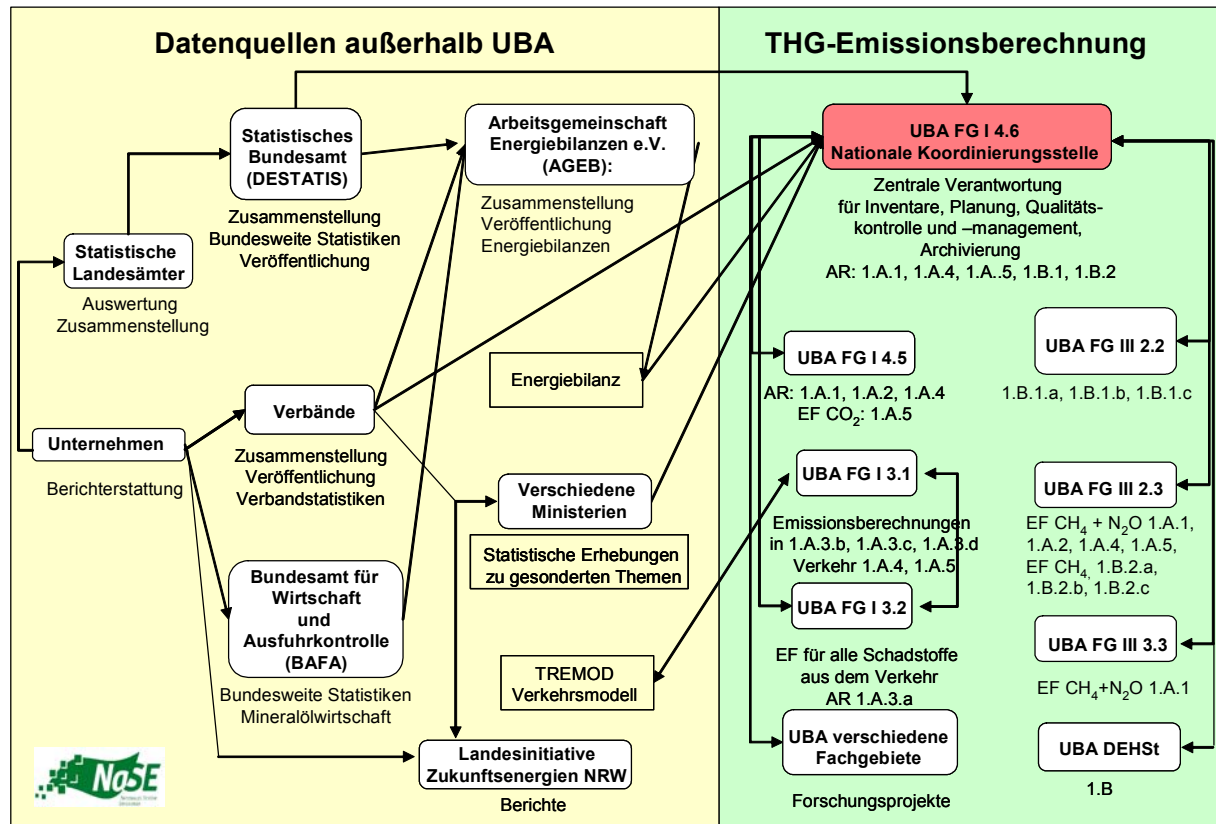 Datenquellen außerhalb UBA
THG-Emissionsberechnung
Statistisches
Bundesamt
(DESTATIS)
Zusammenstellung
Bundesweite Statistiken
Veröffentlichung
Arbeitsgemeinschaft
Energiebilanzen e.V.
(AGEB):
Zusammenstellung
Veröffentlichung
Energiebilanzen
UBA FG I 4.6
Nationale Koordinierungsstelle
Zentrale Verantwortung
für Inventare, Planung, Qualitäts-
kontrolle und –management,
Archivierung
AR: 1.A.1, 1.A.4, 1.A..5, 1.B.1, 1.B.2
Statistische
Landesämter
Auswertung
Zusammenstellung
Energiebilanz
UBA FG I 4.5
AR: 1.A.1, 1.A.2, 1.A.4
EF CO2: 1.A.5
UBA FG III 2.2
1.B.1.a, 1.B.1.b, 1.B.1.c
Unternehmen
Berichterstattung
Verbände
Zusammenstellung
Veröffentlichung
Verbandstatistiken
Verschiedene
Ministerien
Statistische Erhebungen
zu gesonderten Themen
UBA FG I 3.1
Emissionsberechnungen
in 1.A.3.b, 1.A.3.c, 1.A.3.d
Verkehr 1.A.4, 1.A.5
UBA FG III 2.3
EF CH4 + N2O 1.A.1,
1.A.2, 1.A.4, 1.A.5,
EF CH4, 1.B.2.a,
1.B.2.b, 1.B.2.c
Bundesamt für
Wirtschaft
und
Ausfuhrkontrolle
(BAFA)
Bundesweite Statistiken
Mineralölwirtschaft
TREMOD
Verkehrsmodell
UBA FG I 3.2
EF für alle Schadstoffe
aus dem Verkehr
AR 1.A.3.a
UBA FG III 3.3
EF CH4+N2O 1.A.1
NaSE
Landesinitiative
Zukunftsenergien NRW
Berichte
UBA verschiedene
Fachgebiete
Forschungsprojekte
UBA DEHSt
1.B